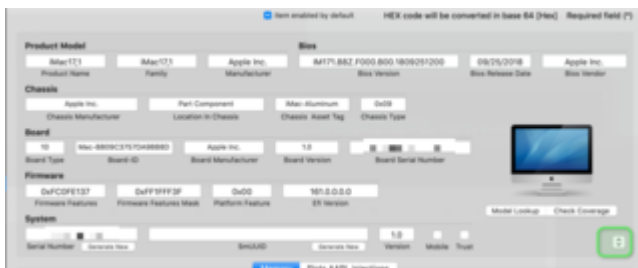 Item enabled by default HEX code will be converted in base 64 [Hex] Required field (*)
Product Model Bios
iMac17,1 iMac17,1 Apple Inc. IM171.88Z.F000.B00.1809251200 09/25/2018 Apple Inc.
Product Name Family Manufacturer Bios Version Bios Release Date Bios Vendor
Chassis
Apple Inc. Part Component iMac-Aluminum 0x09
Chassis Manufacturer Location In Chassis Chassis Asset Tag Chassis Type
Board
10 Apple Inc. 1.0
Board Type Board-ID Board Manufacturer Board Version Board Serial Number
Firmware
0xFC0FE137 0xFF1FFF3F 0x00 161.0.0.0.0
Firmware Features Firmware Features Mask Platform Feature Efi Version
Model Lookup Check Coverage
System
1.0
Serial Number Generate New SmUUID Generate New Version Mobile Trust